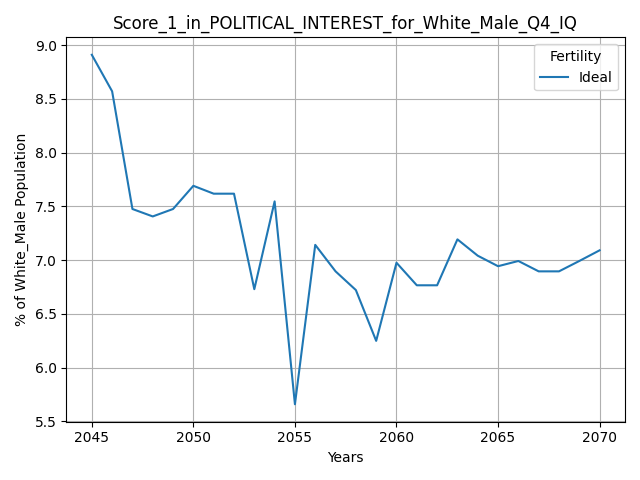 Score_1_in_POLITICAL_INTEREST_for_White_Male_Q4_IQ
Fertility
Ideal
% of White_Male Population
9.0
8.5
8.0
7.5
7.0
6.5
6.0
5.5
2045 2050 2055 2060 2065 2070
Years